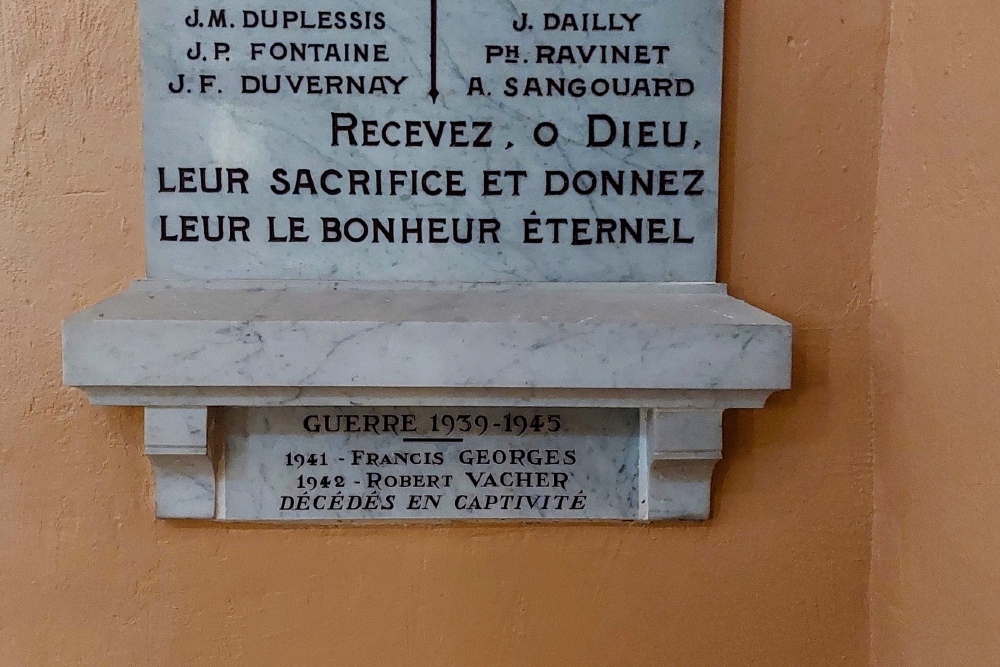 J.M. DUPLESSIS
J.P. FONTAINE
J.F. DUVERNAY
J. DAILLY
PH. RAVINET
A. SANGOUARD
RECEVEZ, O DIEU,
LEUR SACRIFICE ET DONNEZ
LEUR LE BONHEUR ÉTERNEL
GUERRE 1939-1945
1941 - FRANCIS GEORGES
1942 - ROBERT VACHER
DÉCÉDÉS EN CAPTIVITÉ